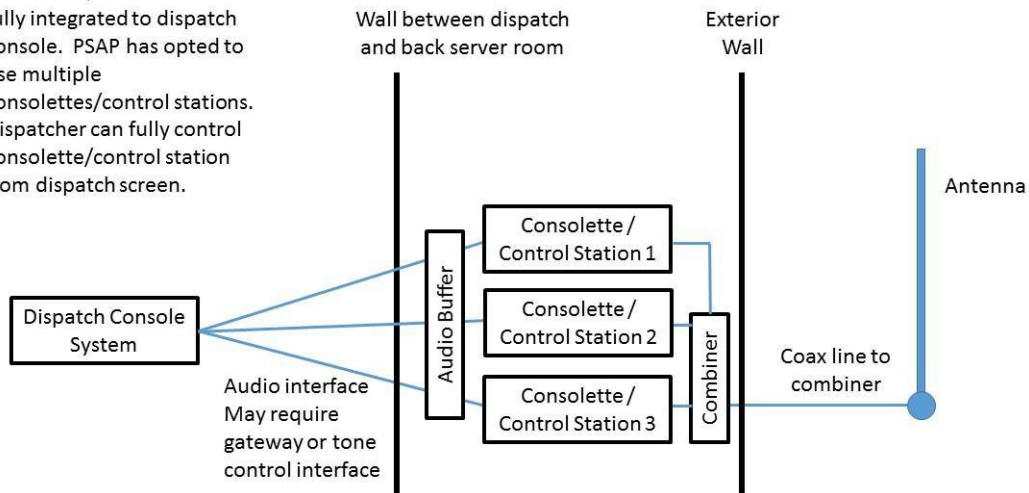 ully integrated to dispatch
onsole. PSAP has opted to
se multiple
onsolettes/control stations.
ispatcher can fully control
onsolette/control station
om dispatch screen.
Wall between dispatch
and back server room
Exterior
Wall
Antenna
Dispatch Console
System
Audio interface
May require
gateway or tone
control interface
Audio Buffer
Consolette /
Control Station 1
Consolette /
Control Station 2
Consolette /
Control Station 3
Combiner
Coax line to
combiner